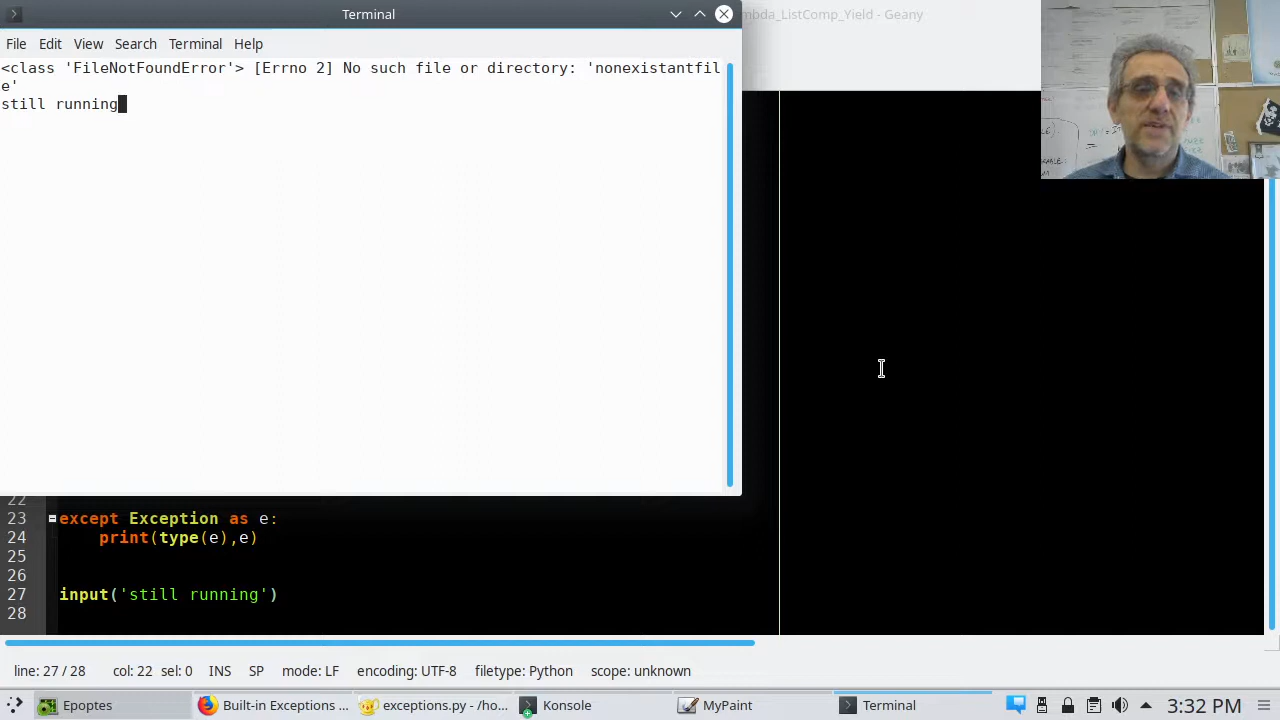 Terminal
mbda_ListComp_Yield - Geany
File Edit View Search Terminal Help
<class 'FileNotFoundError'> [Errno 2] No such file or directory: 'nonexistantfil
e'
still running
22
23 except Exception as e:
24 print(type(e),e)
25
26
27 input('still running')
28
line: 27 / 28 col: 22 sel: 0 INS SP mode: LF encoding: UTF-8 filetype: Python scope: unknown
Epoptes Built-in Exceptions ... exceptions.py - /ho... Konsole MyPaint Terminal 3:32 PM